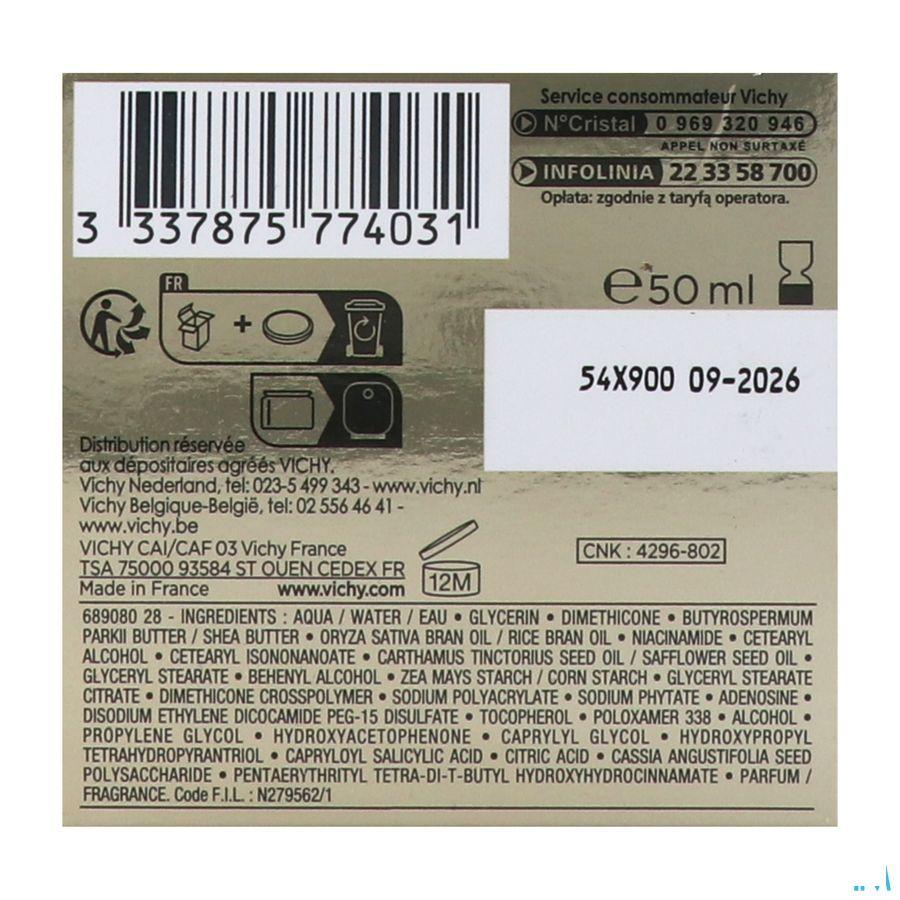 Service consommateur Vichy
N°Cristal 0 969 320 946
APPEL NON SURTAXÉ
INFOLINIA 22 33 58 700
Opłata: zgodnie z taryfą operatora.
3 337875 774031
FR
+
℮50 ml
54X900 09-2026
Distribution réservée
aux dépositaires agréés VICHY.
Vichy Nederland, tel: 023-5 499 343 - www.vichy.nl
Vichy Belgique-België, tel: 02 556 46 41 -
www.vichy.be
VICHY CAI/CAF 03 Vichy France
TSA 75000 93584 ST OUEN CEDEX FR
Made in France www.vichy.com
12M
CNK : 4296-802
689080 28 - INGREDIENTS : AQUA / WATER / EAU • GLYCERIN • DIMETHICONE • BUTYROSPERMUM
PARKII BUTTER / SHEA BUTTER • ORYZA SATIVA BRAN OIL / RICE BRAN OIL • NIACINAMIDE • CETEARYL
ALCOHOL • CETEARYL ISONONANOATE • CARTHAMUS TINCTORIUS SEED OIL / SAFFLOWER SEED OIL •
GLYCERYL STEARATE • BEHENYL ALCOHOL • ZEA MAYS STARCH / CORN STARCH • GLYCERYL STEARATE
CITRATE • DIMETHICONE CROSSPOLYMER • SODIUM POLYACRYLATE • SODIUM PHYTATE • ADENOSINE •
DISODIUM ETHYLENE DICOCAMIDE PEG-15 DISULFATE • TOCOPHEROL • POLOXAMER 338 • ALCOHOL •
PROPYLENE GLYCOL • HYDROXYACETOPHENONE • CAPRYLYL GLYCOL • HYDROXYPROPYL
TETRAHYDROPYRANTRIOL • CAPRYLOYL SALICYLIC ACID • CITRIC ACID • CASSIA ANGUSTIFOLIA SEED
POLYSACCHARIDE • PENTAERYTHRITYL TETRA-DI-T-BUTYL HYDROXYHYDROCINNAMATE • PARFUM /
FRAGRANCE. Code F.I.L. : N279562/1